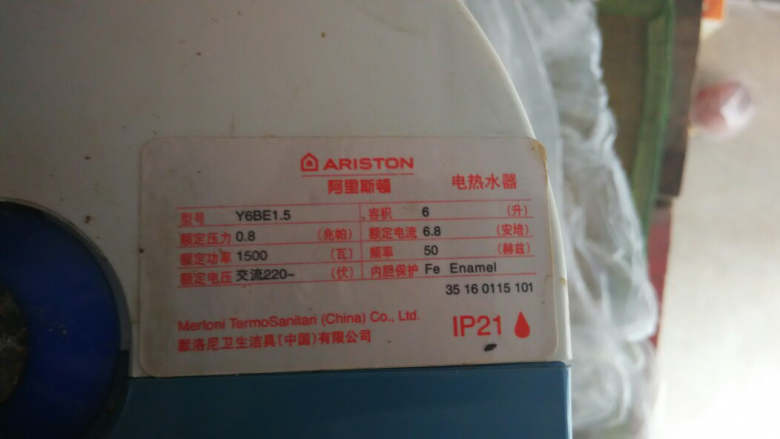 ARISTON
阿里斯顿 电热水器
型号 Y6BE1.5 容积 6 (升)
额定压力 0.8 (兆帕) 额定电流 6.8 (安培)
额定功率 1500 (瓦) 频率 50 (赫兹)
额定电压 交流220~ (伏) 内胆保护 Fe Enamel
35 16 0115 101
Merloni TermoSanitari (China) Co., Ltd.
默洛尼卫生洁具(中国)有限公司
IP21